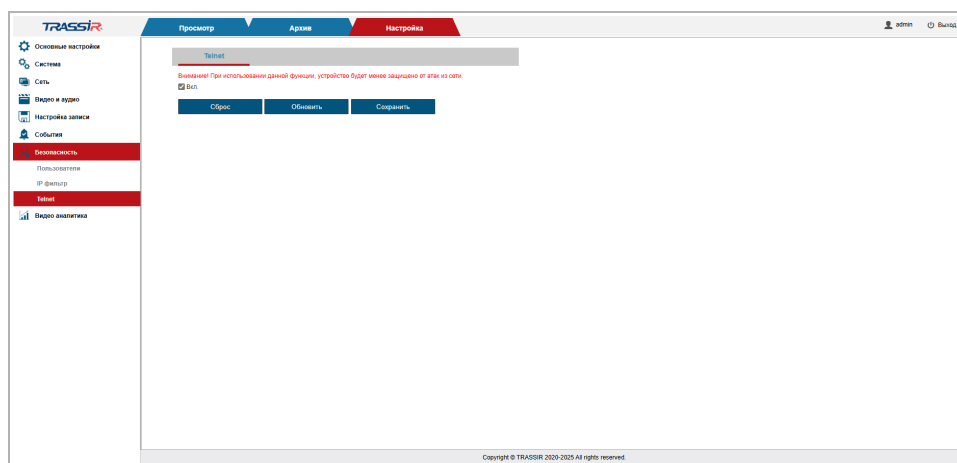 TRASSIR
Просмотр
Архив
Настройка
admin
Выход
Основные настройки
Система
Сеть
Видео и аудио
Настройка записи
События
Безопасность
Пользователи
IP фильтр
Telnet
Видео аналитика
Telnet
Внимание! При использовании данной функции, устройство будет менее защищено от атак из сети.
Вкл.
Сброс
Обновить
Сохранить
Copyright © TRASSIR 2020-2025 All rights reserved.